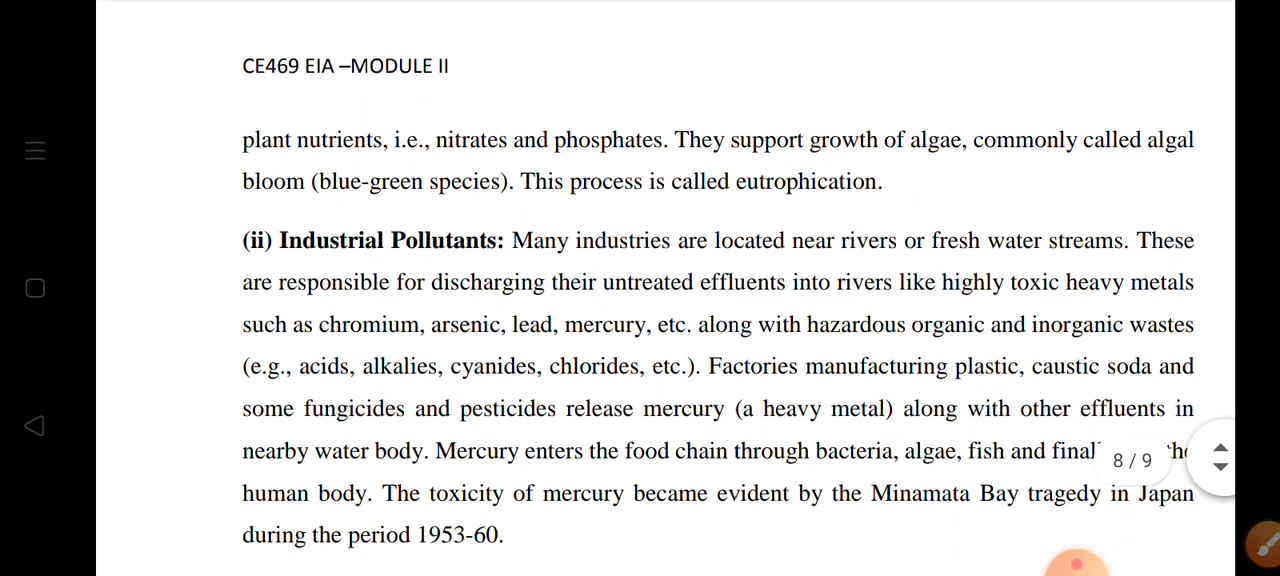 CE469 EIA –MODULE II
plant nutrients, i.e., nitrates and phosphates. They support growth of algae, commonly called algal
bloom (blue-green species). This process is called eutrophication.
(ii) Industrial Pollutants: Many industries are located near rivers or fresh water streams. These
are responsible for discharging their untreated effluents into rivers like highly toxic heavy metals
such as chromium, arsenic, lead, mercury, etc. along with hazardous organic and inorganic wastes
(e.g., acids, alkalies, cyanides, chlorides, etc.). Factories manufacturing plastic, caustic soda and
some fungicides and pesticides release mercury (a heavy metal) along with other effluents in
nearby water body. Mercury enters the food chain through bacteria, algae, fish and
8 / 9
human body. The toxicity of mercury became evident by the Minamata Bay tragedy in Japan
during the period 1953-60.